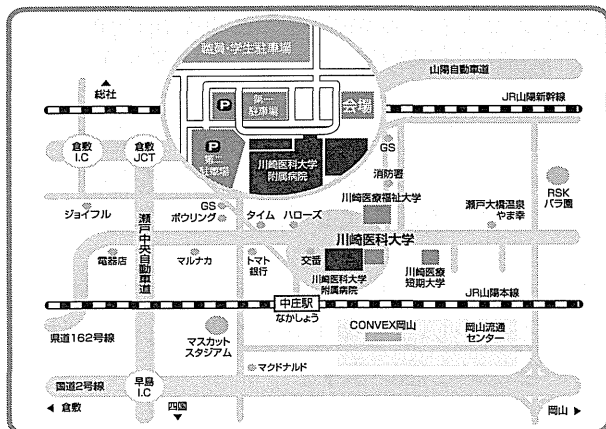 職員・学生駐車場
山陽自動車道
総社
JR山陽新幹線
P
第一
駐車場
会場
倉敷
I.C
倉敷
JCT
P
第二
駐車場
川崎医科大学
附属病院
GS
消防署
川崎医療福祉大学
RSK
バラ園
ジョイフル
GS
ボウリング
タイム
ハローズ
瀬戸大橋温泉
やま幸
瀬戸中央自動車道
川崎医科大学
電器店
マルナカ
トマト
銀行
交番
川崎医科大学
附属病院
川崎医療
短期大学
中庄駅
なかしょう
JR山陽本線
県道162号線
マスカット
スタジアム
CONVEX岡山
岡山流通
センター
マクドナルド
国道2号線
早島
I.C
倉敷
四国
岡山